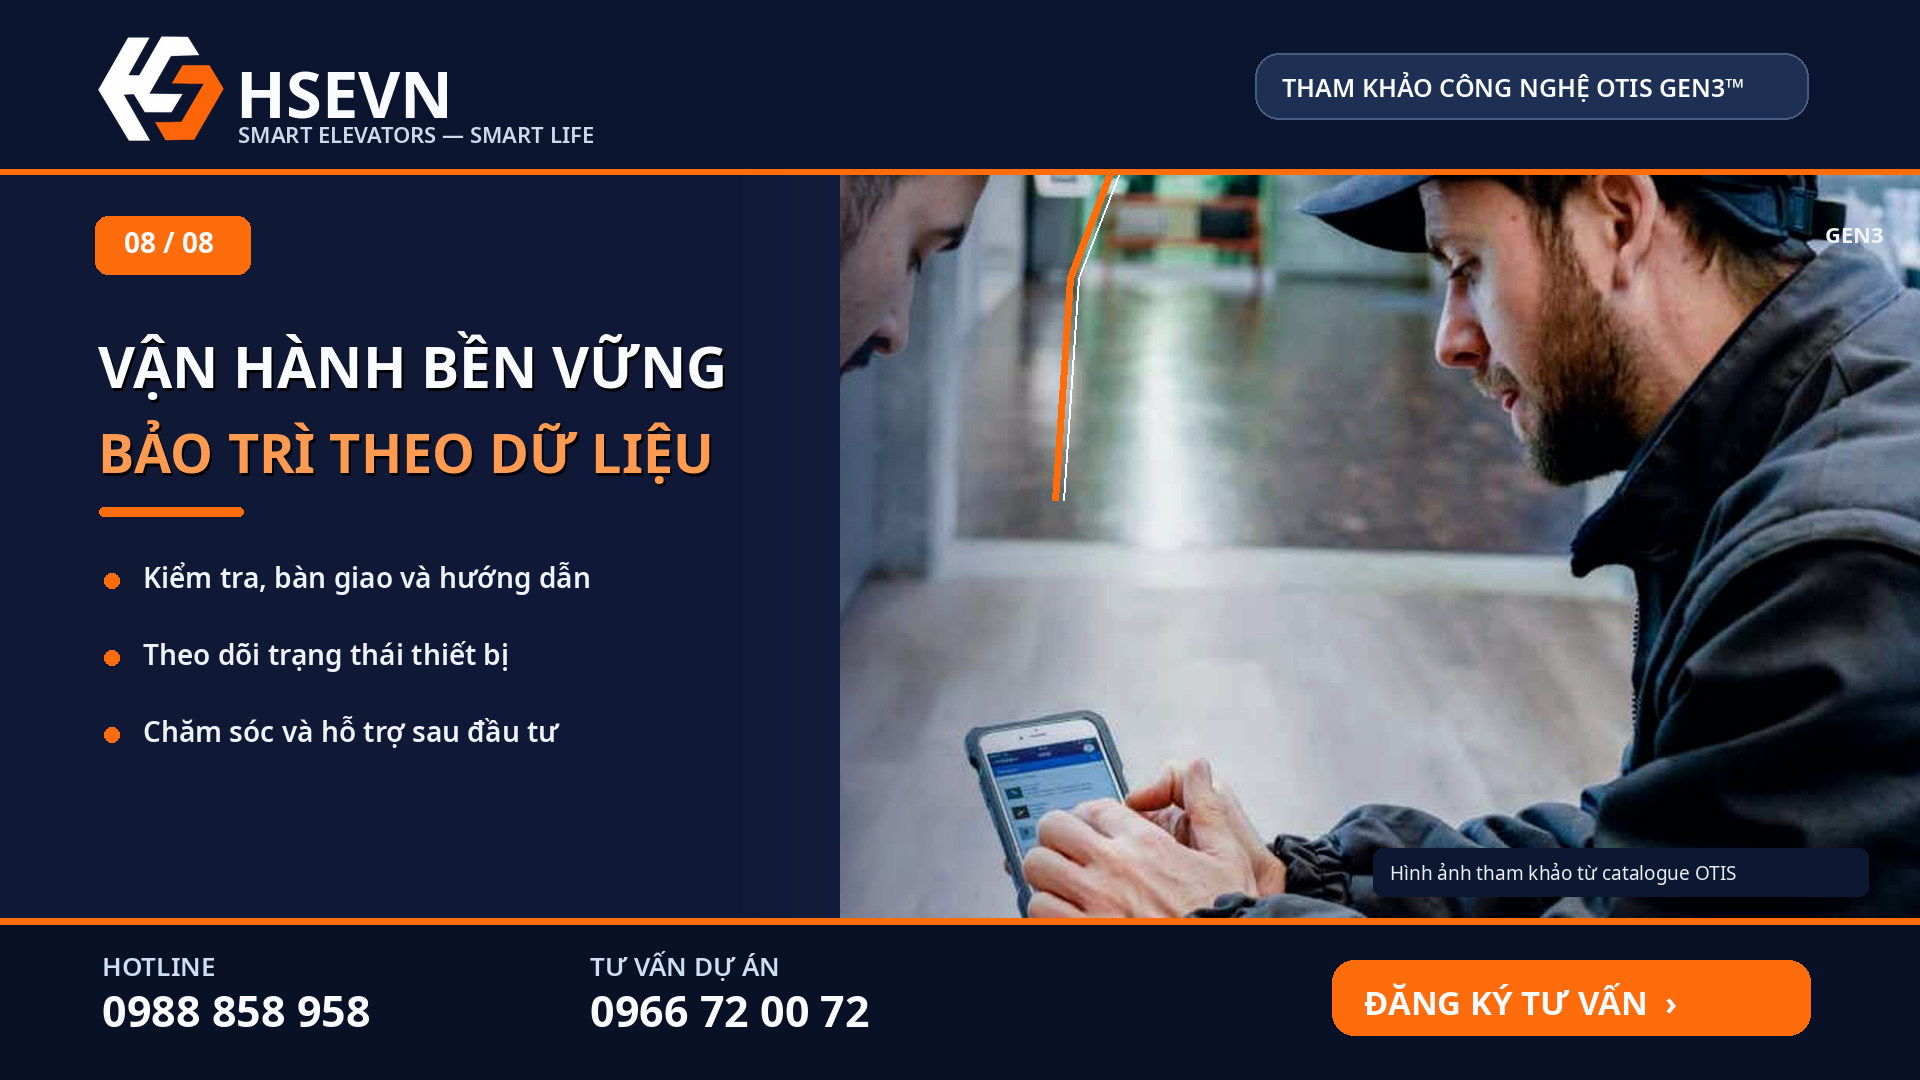 HSEVN
SMART ELEVATORS — SMART LIFE
THAM KHẢO CÔNG NGHỆ OTIS GEN3™
08 / 08
GEN3
VẬN HÀNH BỀN VỮNG
BẢO TRÌ THEO DỮ LIỆU
Kiểm tra, bàn giao và hướng dẫn
Theo dõi trạng thái thiết bị
Chăm sóc và hỗ trợ sau đầu tư
Hình ảnh tham khảo từ catalogue OTIS
HOTLINE
0988 858 958
TƯ VẤN DỰ ÁN
0966 72 00 72
ĐĂNG KÝ TƯ VẤN ›